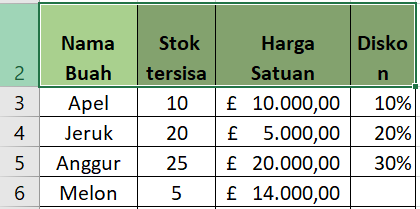 Nama Buah Stok tersisa Harga Satuan Disko n
2
3 Apel 10 £ 10.000,00 10%
4 Jeruk 20 £ 5.000,00 20%
5 Anggur 25 £ 20.000,00 30%
6 Melon 5 £ 14.000,00